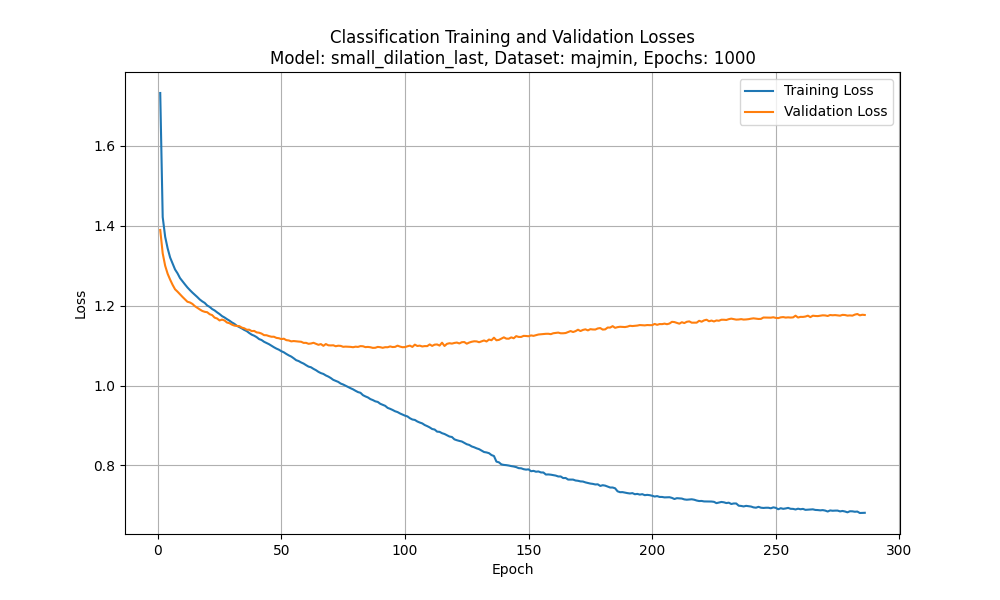 Classification Training and Validation Losses
Model: small_dilation_last, Dataset: majmin, Epochs: 1000
Training Loss
Validation Loss
Loss
1.6
1.4
1.2
1.0
0.8
0 50 100 150 200 250 300
Epoch